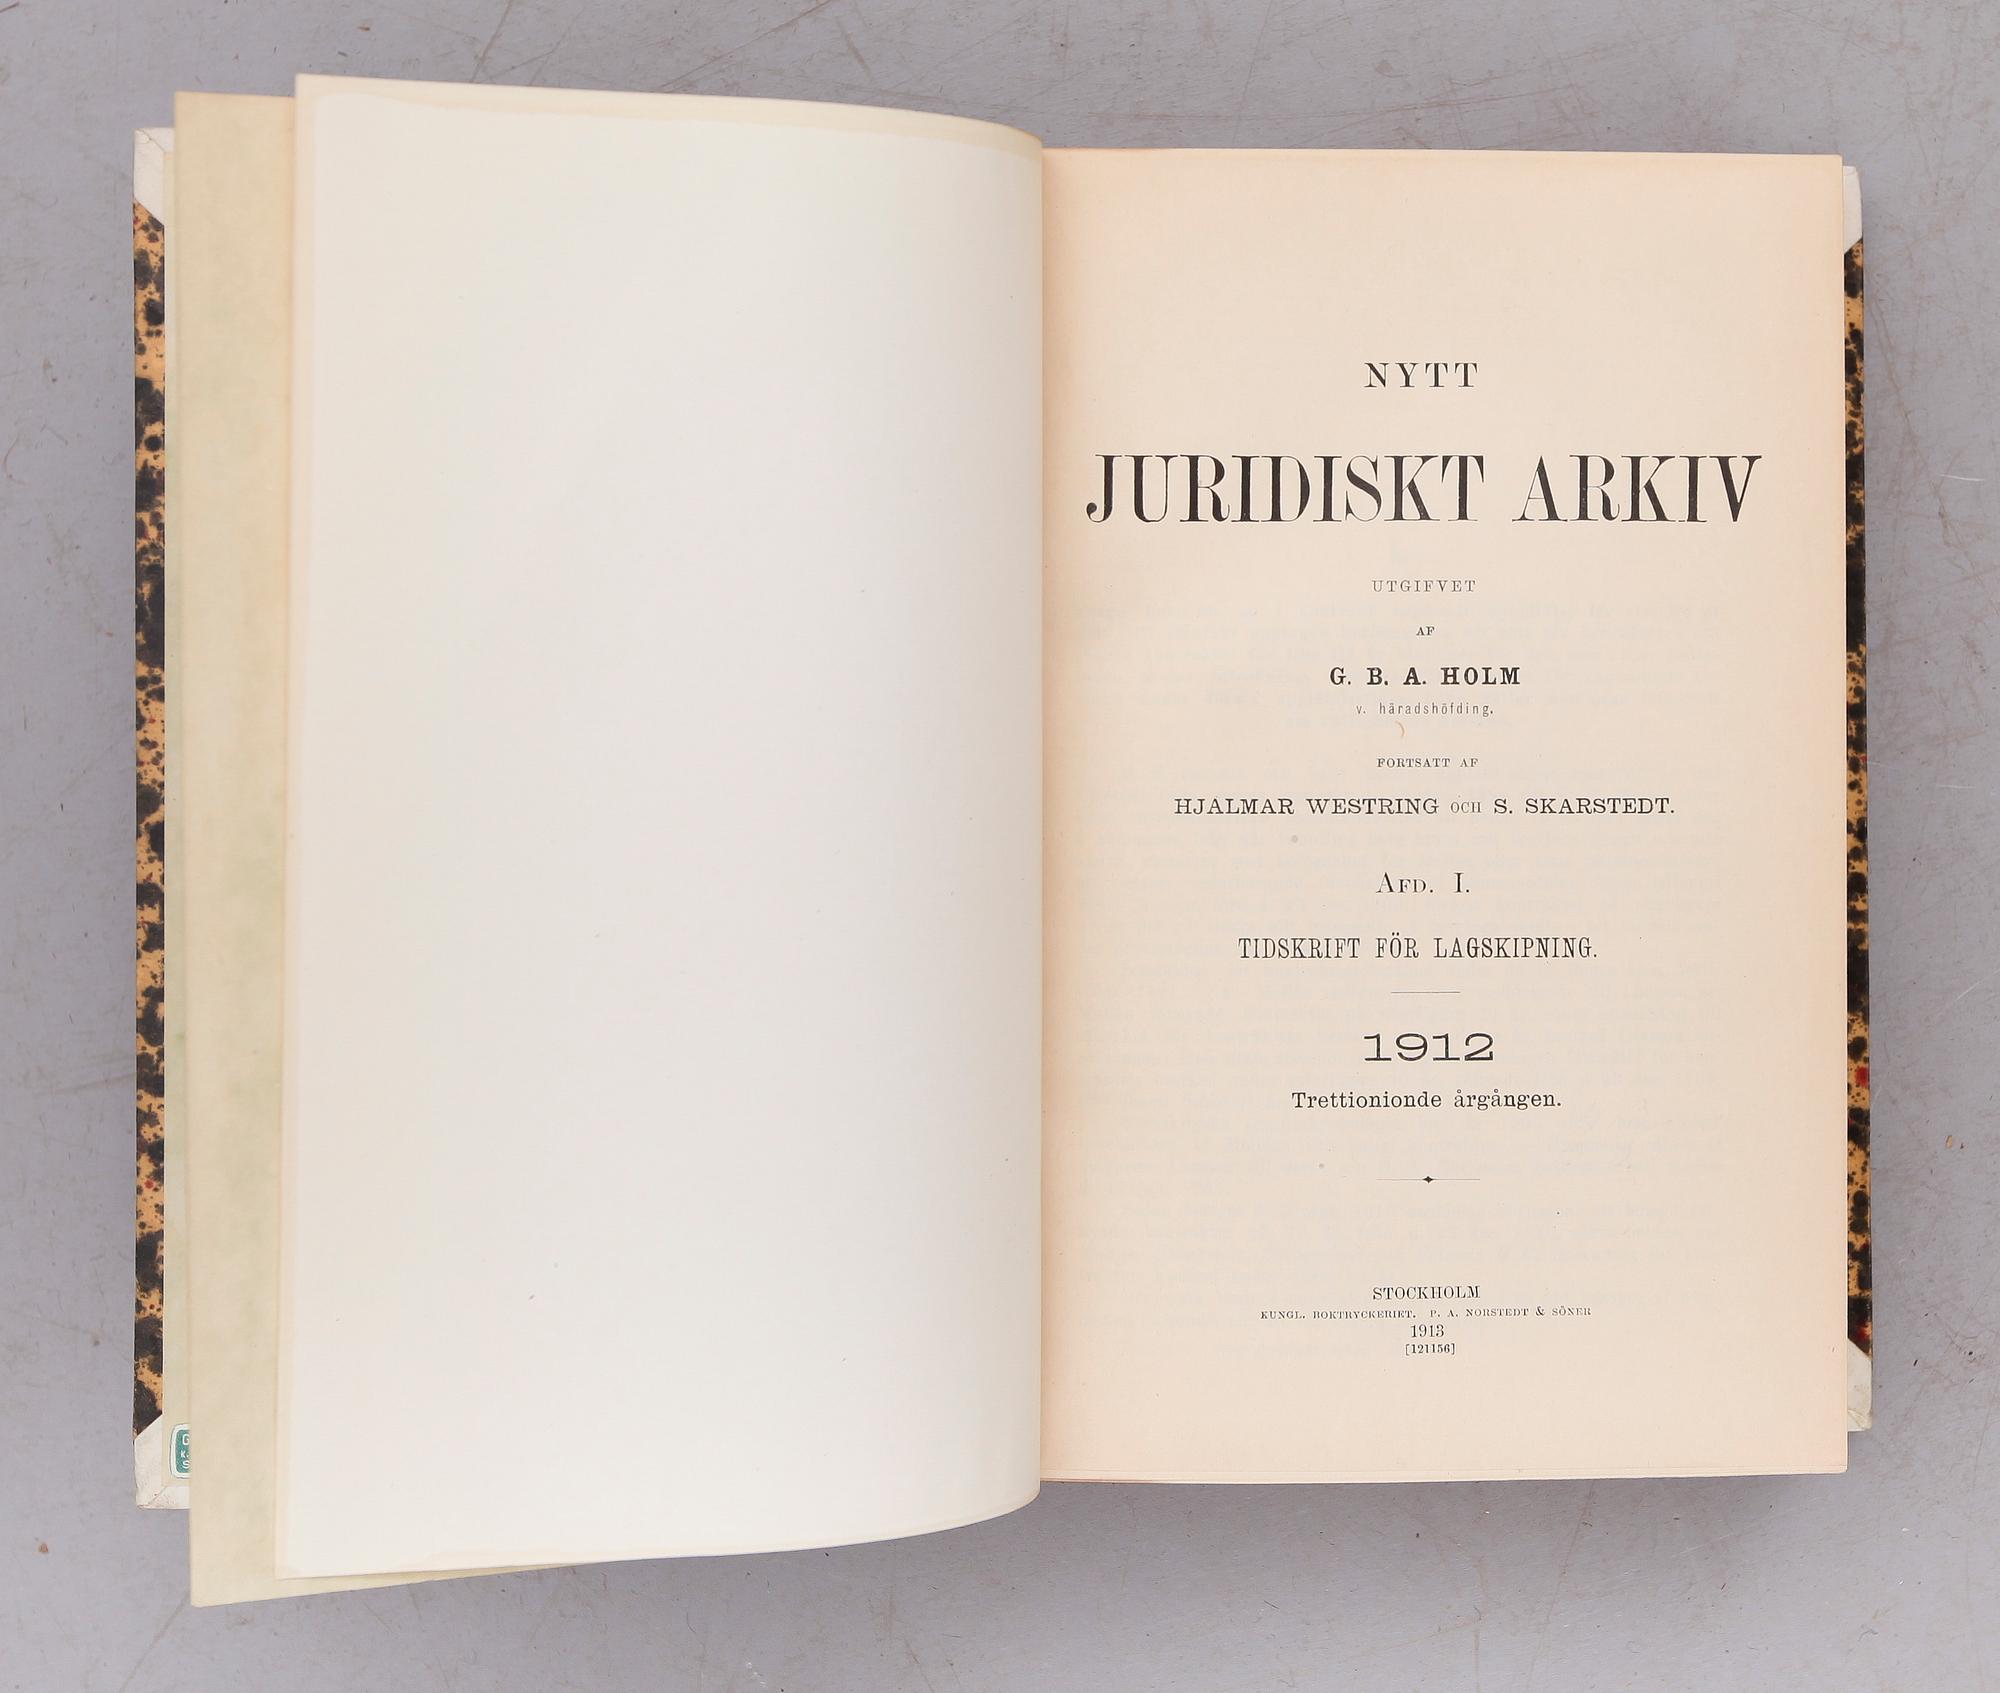 NYTT
JURIDISKT ARKIV
UTGIFVET
AF
G. B. A. HOLM
v. häradshöfding.
FORTSATT AF
HJALMAR WESTRING OCH S. SKARSTEDT.
AFD. I.
TIDSKRIFT FÖR LAGSKIPNING.
1912
Trettionionde årgången.
STOCKHOLM
KUNGL. BOKTRYCKERIET. P. A. NORSTEDT & SÖNER
1913
[121156]